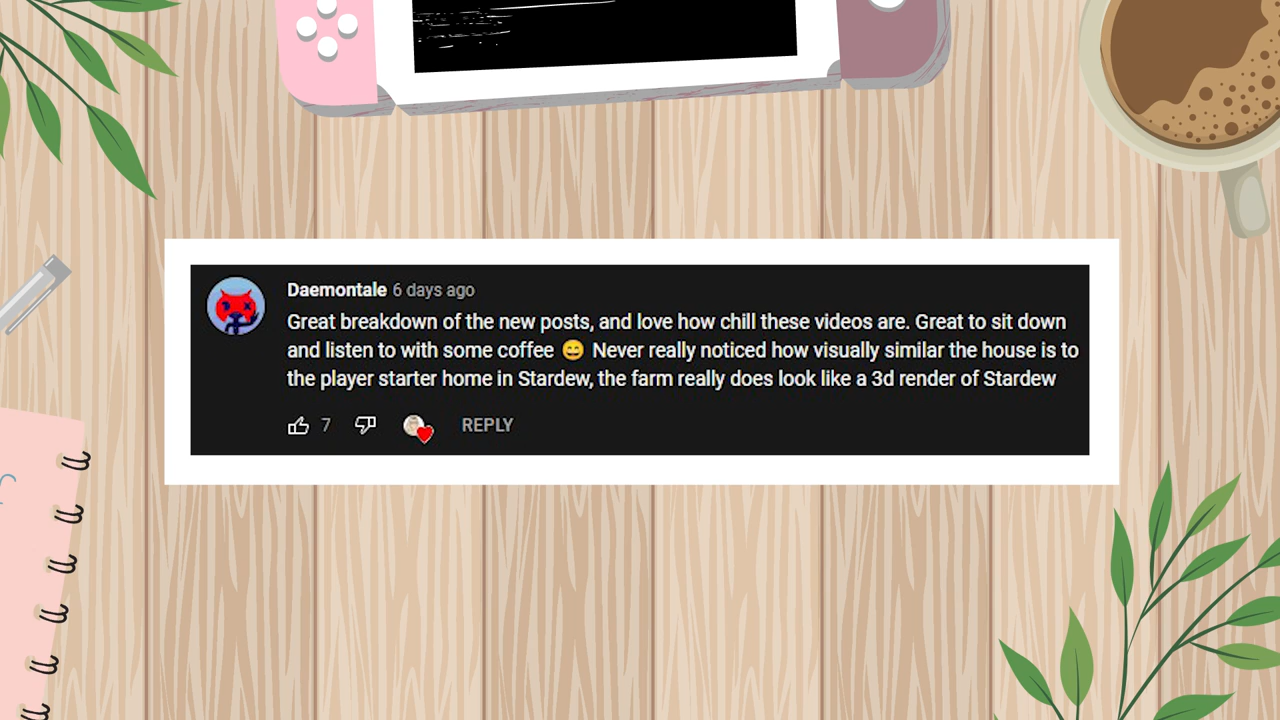 Daemontale 6 days ago
Great breakdown of the new posts, and love how chill these videos are. Great to sit down
and listen to with some coffee 😄 Never really noticed how visually similar the house is to
the player starter home in Stardew, the farm really does look like a 3d render of Stardew
7 REPLY